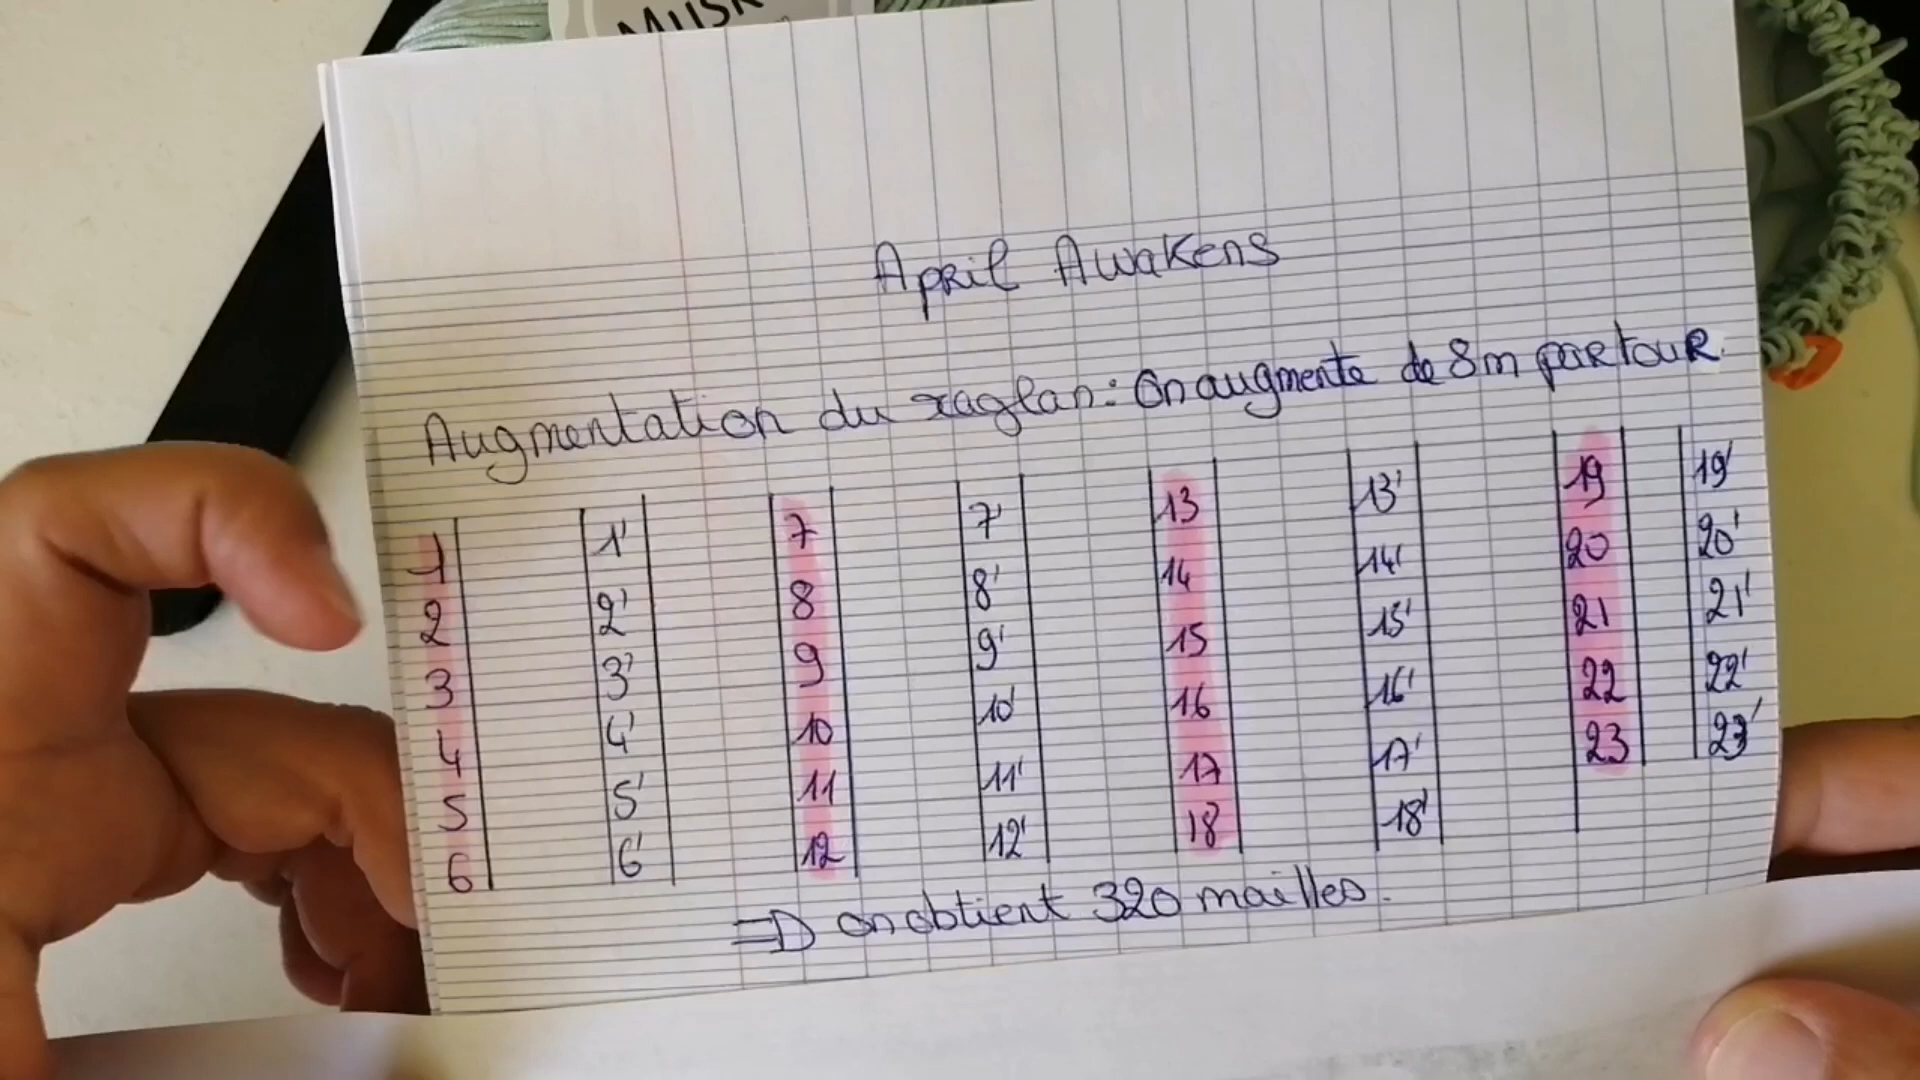 MUSK
April Awakens
Augmentation du raglan: On augmente de 8m par tour.
1 1' 7 7' 13 13' 19 19'
2 2' 8 8' 14 14' 20 20'
3 3' 9 9' 15 15' 21 21'
4 4' 10 10' 16 16' 22 22'
5 5' 11 11' 17 17' 23 23'
6 6' 12 12' 18 18'
=D on obtient 320 mailles.